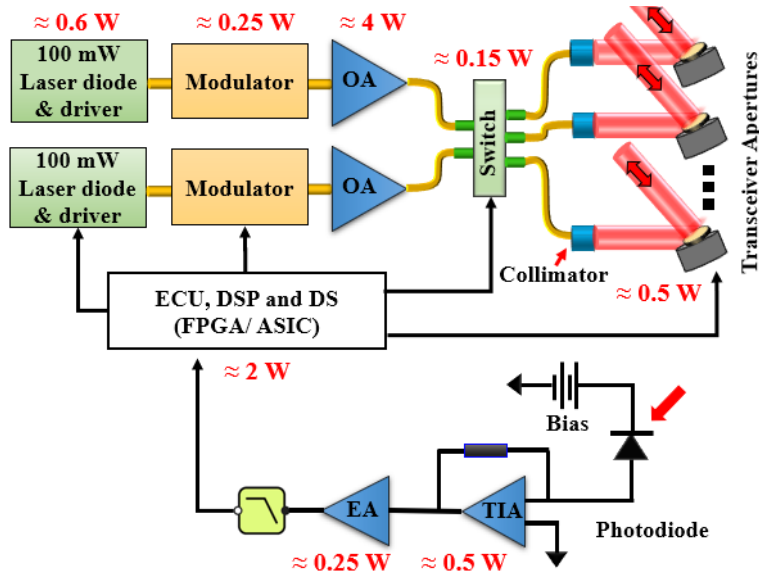 ≈ 0.6 W
≈ 0.25 W
≈ 4 W
≈ 0.15 W
100 mW
Laser diode
& driver
Modulator
OA
Switch
100 mW
Laser diode
& driver
Modulator
OA
Transceiver Apertures
Collimator
≈ 0.5 W
ECU, DSP and DS
(FPGA/ ASIC)
≈ 2 W
Bias
EA
TIA
Photodiode
≈ 0.25 W
≈ 0.5 W